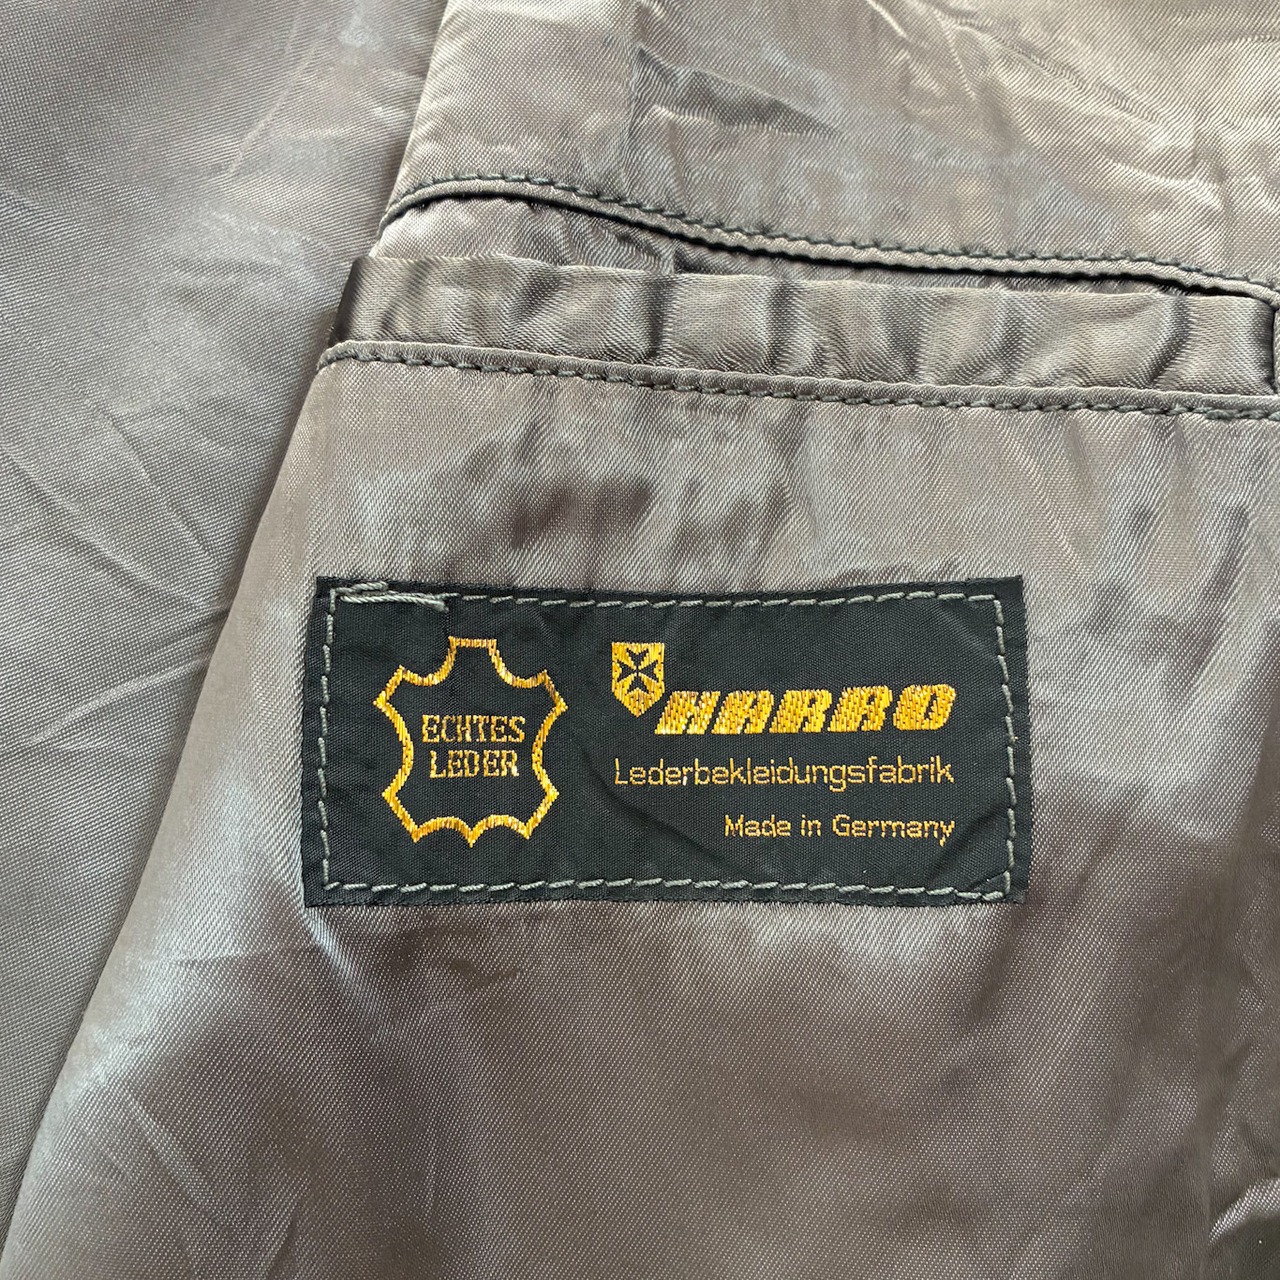 ECHTES
LEDER
HARRO
Lederbekleidungsfabrik
Made in Germany